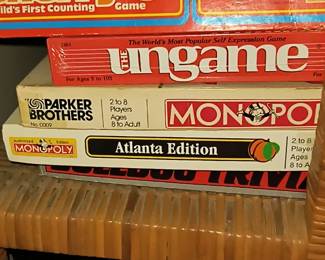 ld's First Counting Game
The World's Most Popular Self Expression Game
THE ungame
For Ages 5 to 105
PARKER BROTHERS
No. 0009
2 to 8 Players
Ages 8 to Adult
MONOPOL
2 to 8
Players
Ages
8 to A
MONOPOLY
Atlanta Edition
TRIVIA